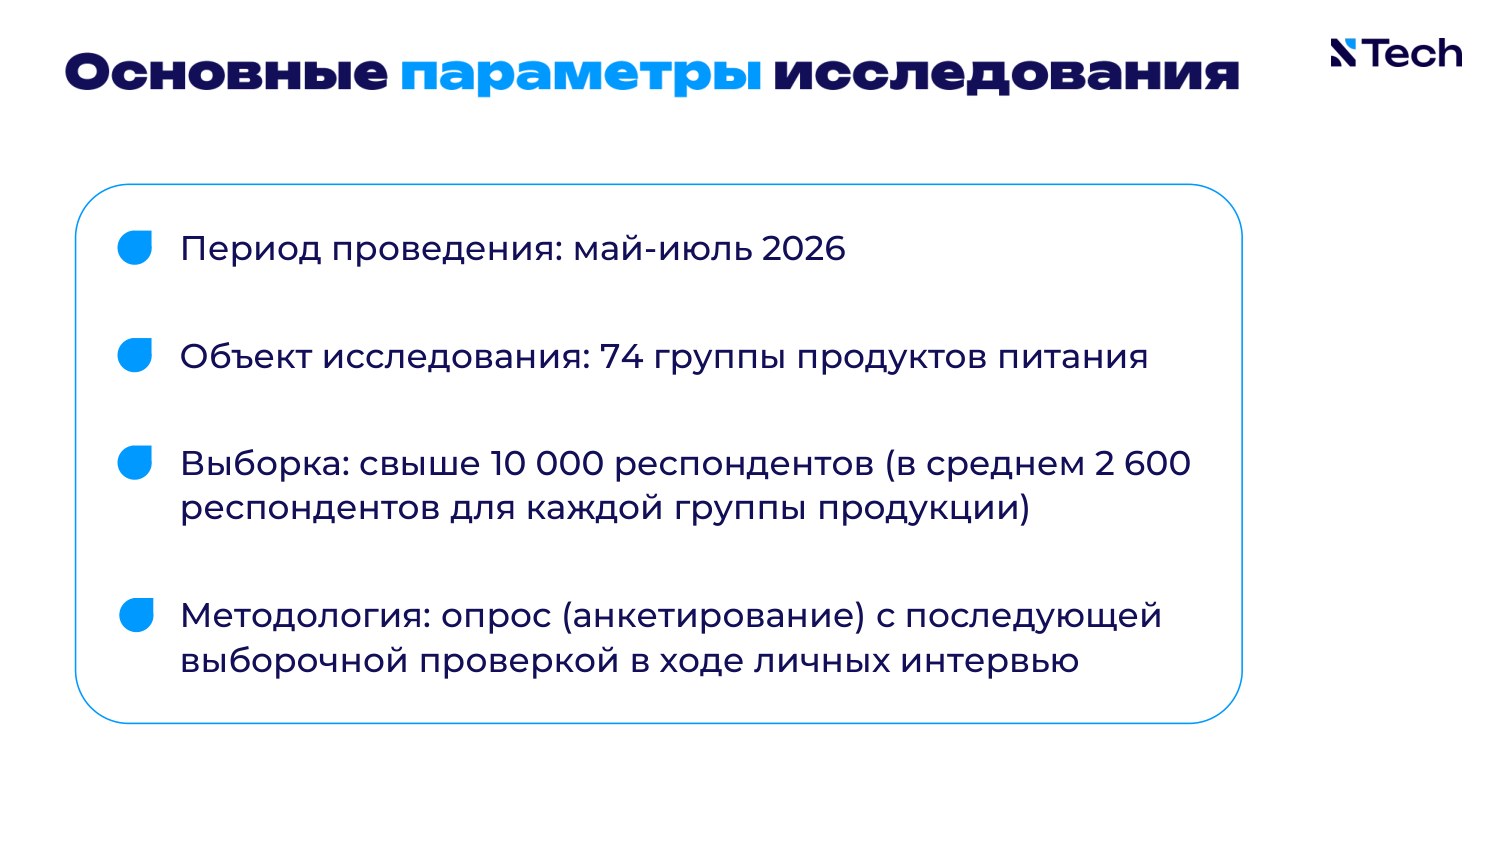 Основные параметры исследования
Tech
Период проведения: май-июль 2026
Объект исследования: 74 группы продуктов питания
Выборка: свыше 10 000 респондентов (в среднем 2 600
респондентов для каждой группы продукции)
Методология: опрос (анкетирование) с последующей
выборочной проверкой в ходе личных интервью